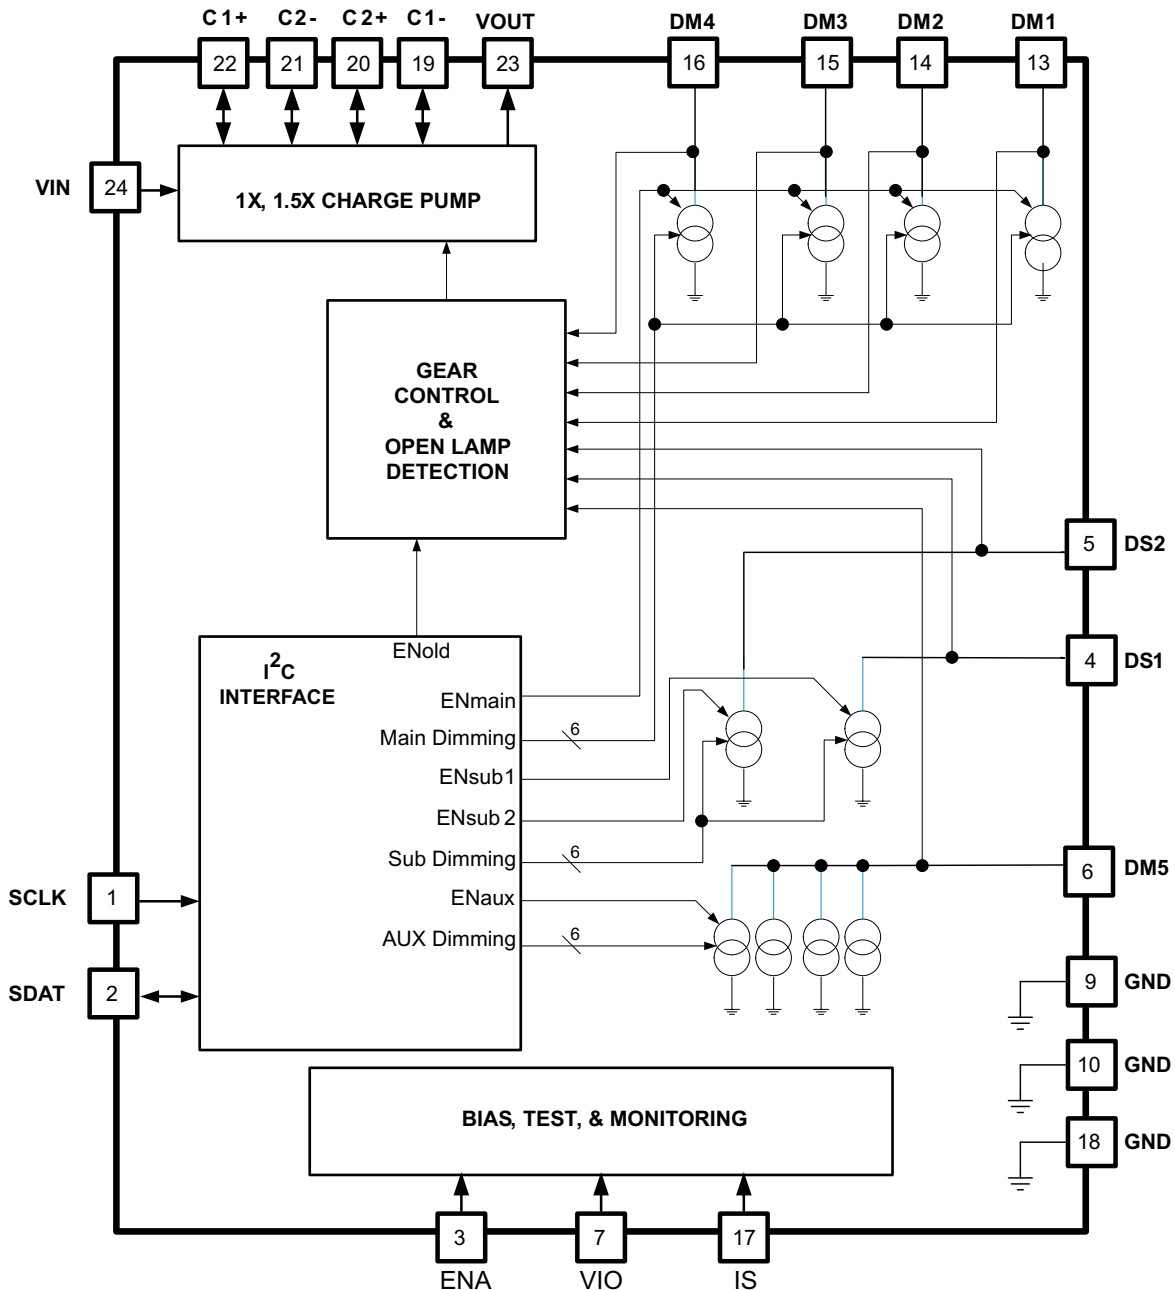 C1+ C2- C2+ C1- VOUT DM4 DM3 DM2 DM1
22 21 20 19 23 16 15 14 13
VIN 24
1X, 1.5X CHARGE PUMP
GEAR
CONTROL
&
OPEN LAMP
DETECTION
5 DS2
4 DS1
ENold
I2C
INTERFACE
ENmain
Main Dimming 6
ENsub1
ENsub2
Sub Dimming 6
ENaux
AUX Dimming 6
6 DM5
SCLK 1
SDAT 2
9 GND
10 GND
18 GND
BIAS, TEST, & MONITORING
3 7 17
ENA VIO IS